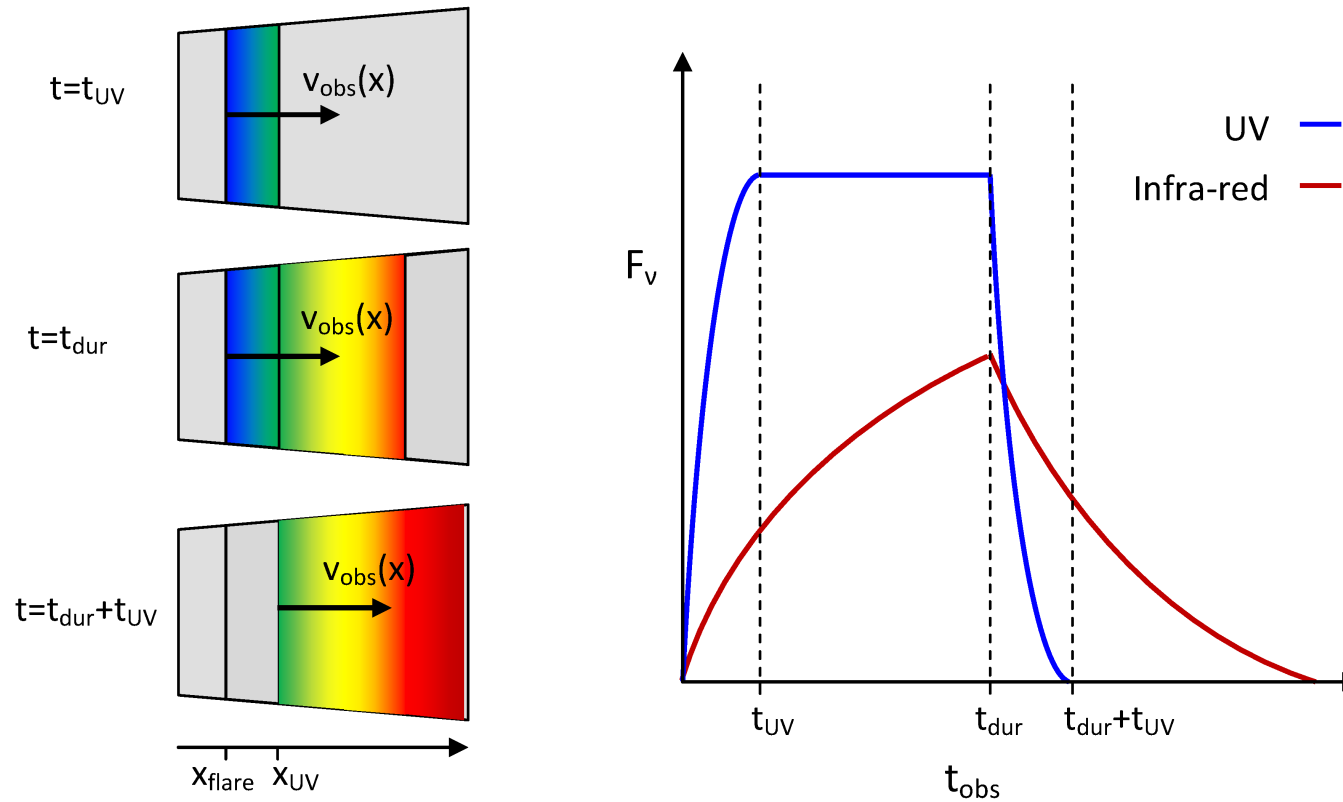 t=t_UV
v_obs(x)
t=t_dur
v_obs(x)
t=t_dur+t_UV
v_obs(x)
x_flare
x_UV
F_ν
UV
Infra-red
t_UV
t_dur
t_dur+t_UV
t_obs